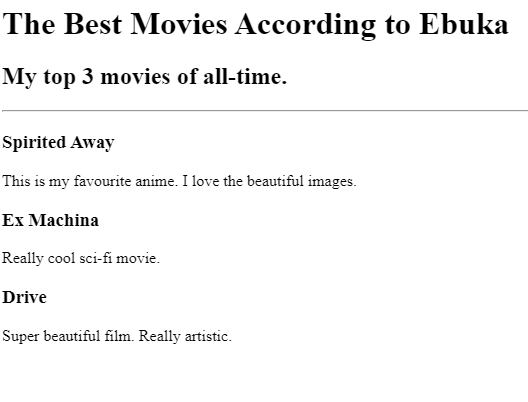 The Best Movies According to Ebuka
My top 3 movies of all-time.
Spirited Away
This is my favourite anime. I love the beautiful images.
Ex Machina
Really cool sci-fi movie.
Drive
Super beautiful film. Really artistic.